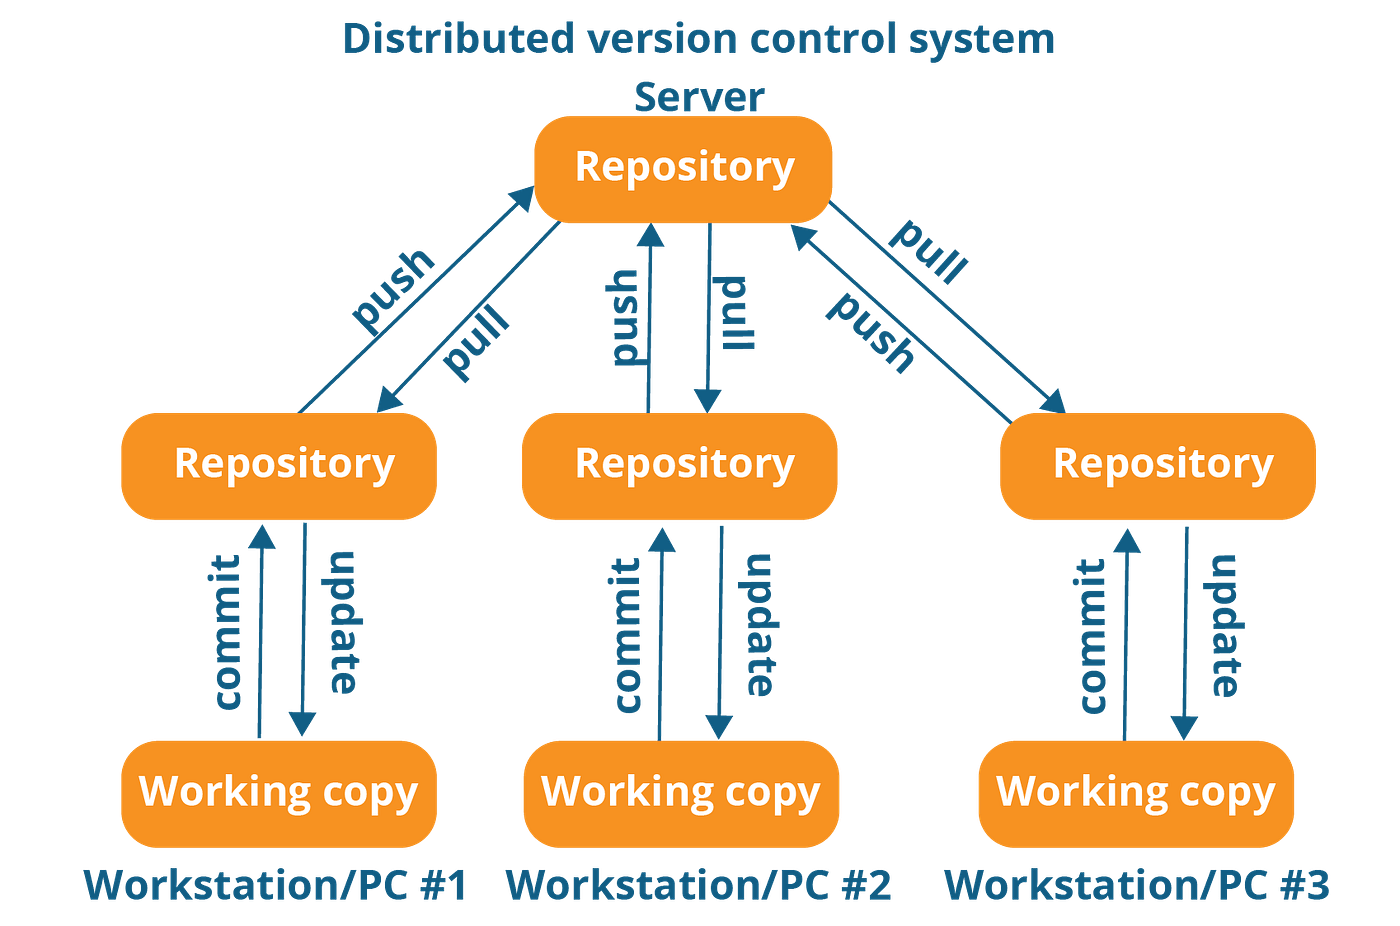 Distributed version control system
Server
Repository
push
pull
push
pull
push
pull
Repository
Repository
Repository
commit
update
commit
update
commit
update
Working copy
Working copy
Working copy
Workstation/PC #1
Workstation/PC #2
Workstation/PC #3